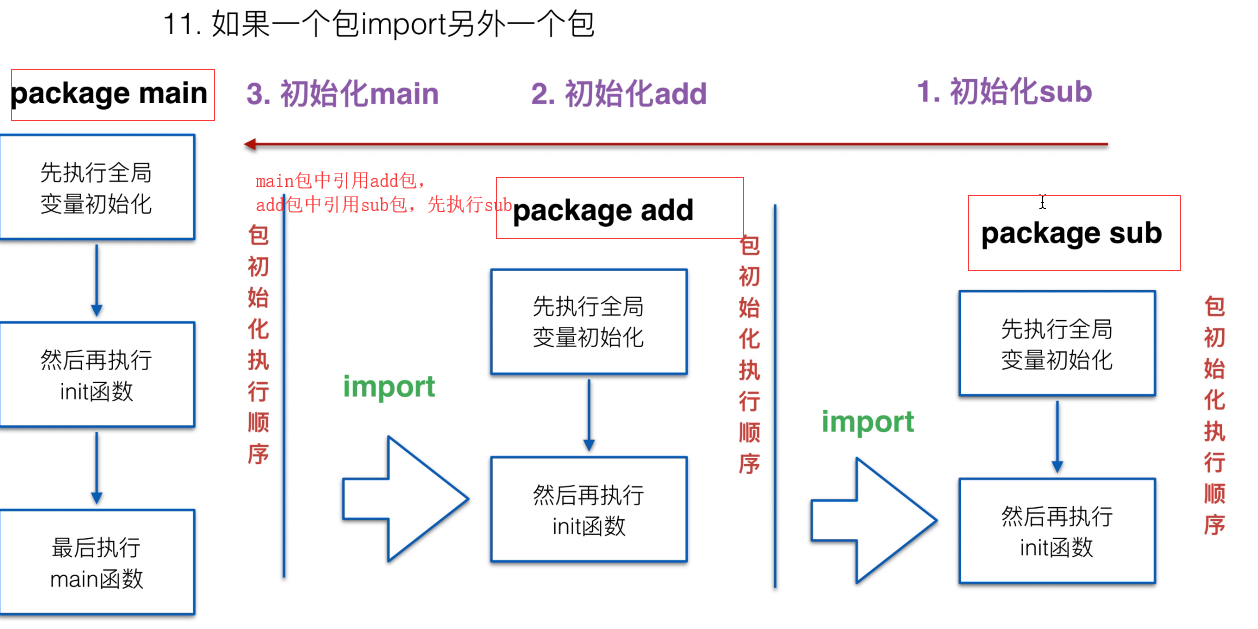 11. 如果一个包import另外一个包
package main
3. 初始化main
2. 初始化add
1. 初始化sub
先执行全局
变量初始化
然后再执行
init函数
最后执行
main函数
main包中引用add包，
add包中引用sub包，先执行sub
包初始化执行顺序
import
package add
先执行全局
变量初始化
然后再执行
init函数
包初始化执行顺序
import
package sub
先执行全局
变量初始化
然后再执行
init函数
包初始化执行顺序